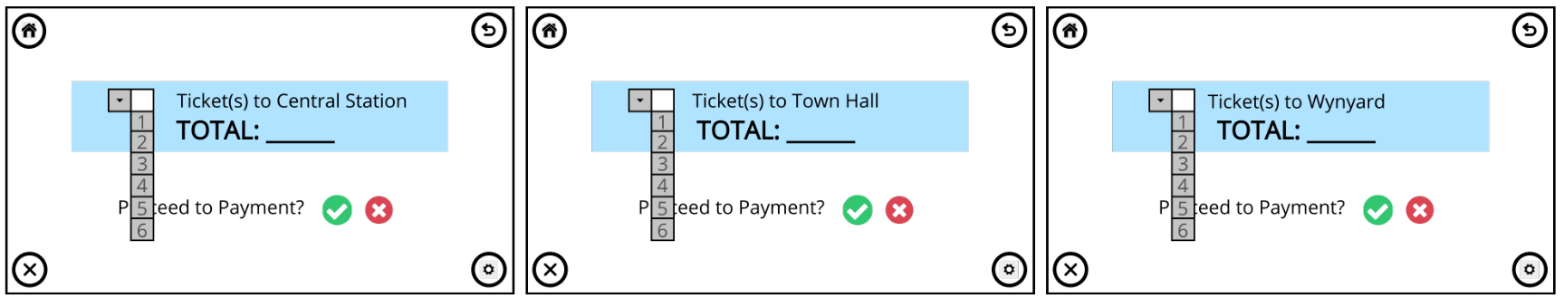 Ticket(s) to Central Station
TOTAL: ______
1
2
3
4
P 5 ceed to Payment?
6
Ticket(s) to Town Hall
TOTAL: ______
1
2
3
4
P 5 ceed to Payment?
6
Ticket(s) to Wynyard
TOTAL: ______
1
2
3
4
P 5 ceed to Payment?
6